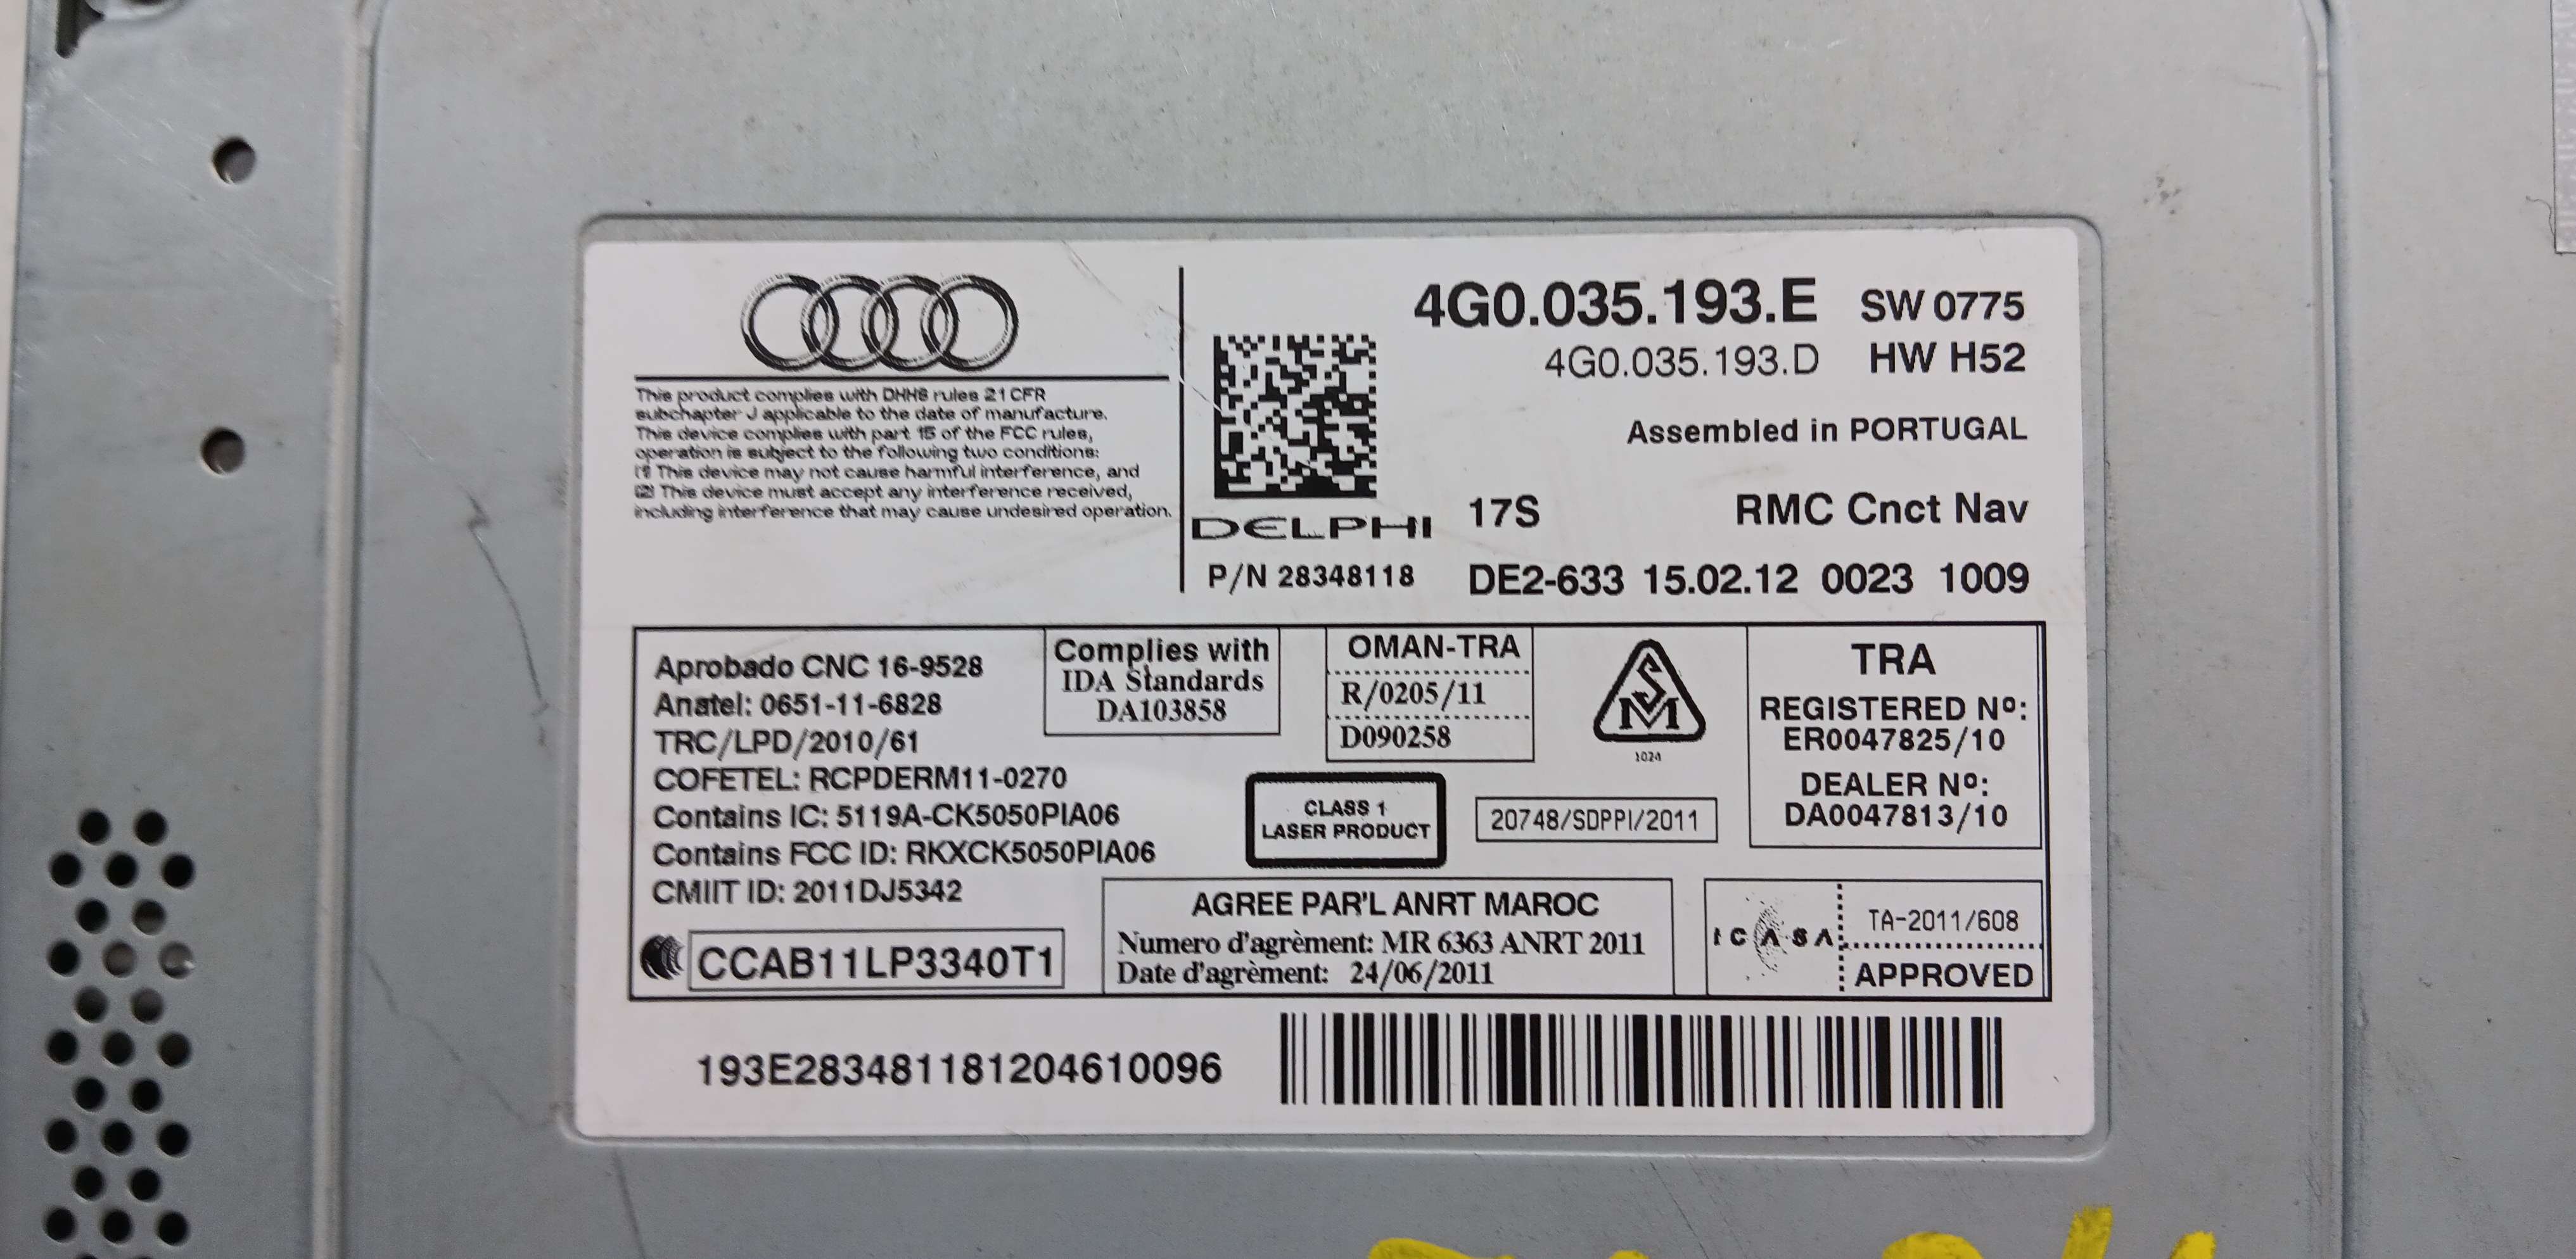 4G0.035.193.E SW 0775
4G0.035.193.D HW H52
Assembled in PORTUGAL
This product complies with DHHS rules 21 CFR
subchapter J applicable to the date of manufacture.
This device complies with part 15 of the FCC rules,
operation is subject to the following two conditions:
(1) This device may not cause harmful interference, and
(2) This device must accept any interference received,
including interference that may cause undesired operation.
DELPHI 17S RMC Cnct Nav
P/N 28348118 DE2-633 15.02.12 0023 1009
Aprobado CNC 16-9528
Anatel: 0651-11-6828
TRC/LPD/2010/61
COFETEL: RCPDERM11-0270
Contains IC: 5119A-CK5050PIA06
Contains FCC ID: RKXCK5050PIA06
CMIIT ID: 2011DJ5342
CCAB11LP3340T1
Complies with
IDA Standards
DA103858
OMAN-TRA
R/0205/11
D090258
SM
1024
TRA
REGISTERED Nº:
ER0047825/10
DEALER Nº:
DA0047813/10
CLASS 1
LASER PRODUCT
20748/SDPPI/2011
AGREE PAR'L ANRT MAROC
Numero d'agrèment: MR 6363 ANRT 2011
Date d'agrèment: 24/06/2011
ICASA
TA-2011/608
APPROVED
193E283481181204610096